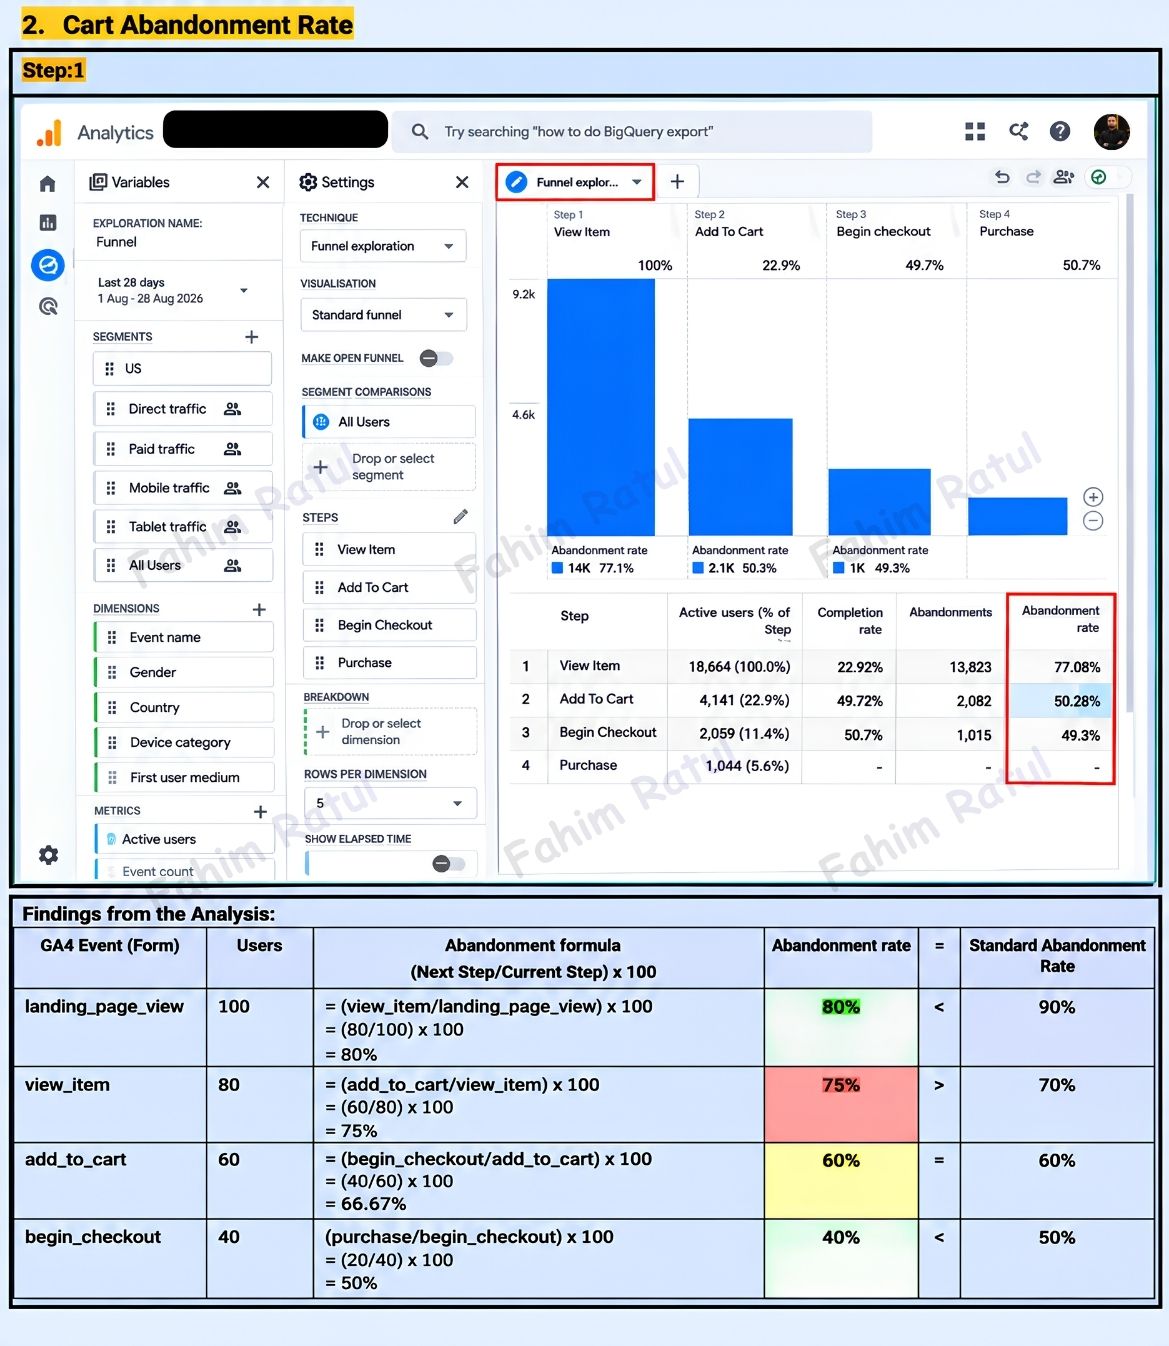 2. Cart Abandonment Rate
Step:1
Analytics
Try searching "how to do BigQuery export"
Variables
EXPLORATION NAME:
Funnel
Last 28 days
1 Aug - 28 Aug 2026
SEGMENTS
US
Direct traffic
Paid traffic
Mobile traffic
Tablet traffic
All Users
DIMENSIONS
Event name
Gender
Country
Device category
First user medium
METRICS
Active users
Event count
Settings
TECHNIQUE
Funnel exploration
VISUALISATION
Standard funnel
MAKE OPEN FUNNEL
SEGMENT COMPARISONS
All Users
Drop or select
segment
STEPS
View Item
Add To Cart
Begin Checkout
Purchase
BREAKDOWN
Drop or select
dimension
ROWS PER DIMENSION
5
SHOW ELAPSED TIME
Funnel explor...
Step 1 Step 2 Step 3 Step 4
View Item Add To Cart Begin checkout Purchase
100% 22.9% 49.7% 50.7%
9.2k
4.6k
Abandonment rate Abandonment rate Abandonment rate
14K 77.1% 2.1K 50.3% 1K 49.3%
Step Active users (% of Step Completion rate Abandonments Abandonment rate
1 View Item 18,664 (100.0%) 22.92% 13,823 77.08%
2 Add To Cart 4,141 (22.9%) 49.72% 2,082 50.28%
3 Begin Checkout 2,059 (11.4%) 50.7% 1,015 49.3%
4 Purchase 1,044 (5.6%) - - -
Fahim Ratul
Fahim Ratul
Fahim Ratul
Fahim Ratul
Fahim Ratul
Fahim Ratul
Findings from the Analysis:
GA4 Event (Form) Users Abandonment formula Abandonment rate = Standard Abandonment
(Next Step/Current Step) x 100 Rate
landing_page_view 100 = (view_item/landing_page_view) x 100 80% < 90%
= (80/100) x 100
= 80%
view_item 80 = (add_to_cart/view_item) x 100 75% > 70%
= (60/80) x 100
= 75%
add_to_cart 60 = (begin_checkout/add_to_cart) x 100 60% = 60%
= (40/60) x 100
= 66.67%
begin_checkout 40 (purchase/begin_checkout) x 100 40% < 50%
= (20/40) x 100
= 50%